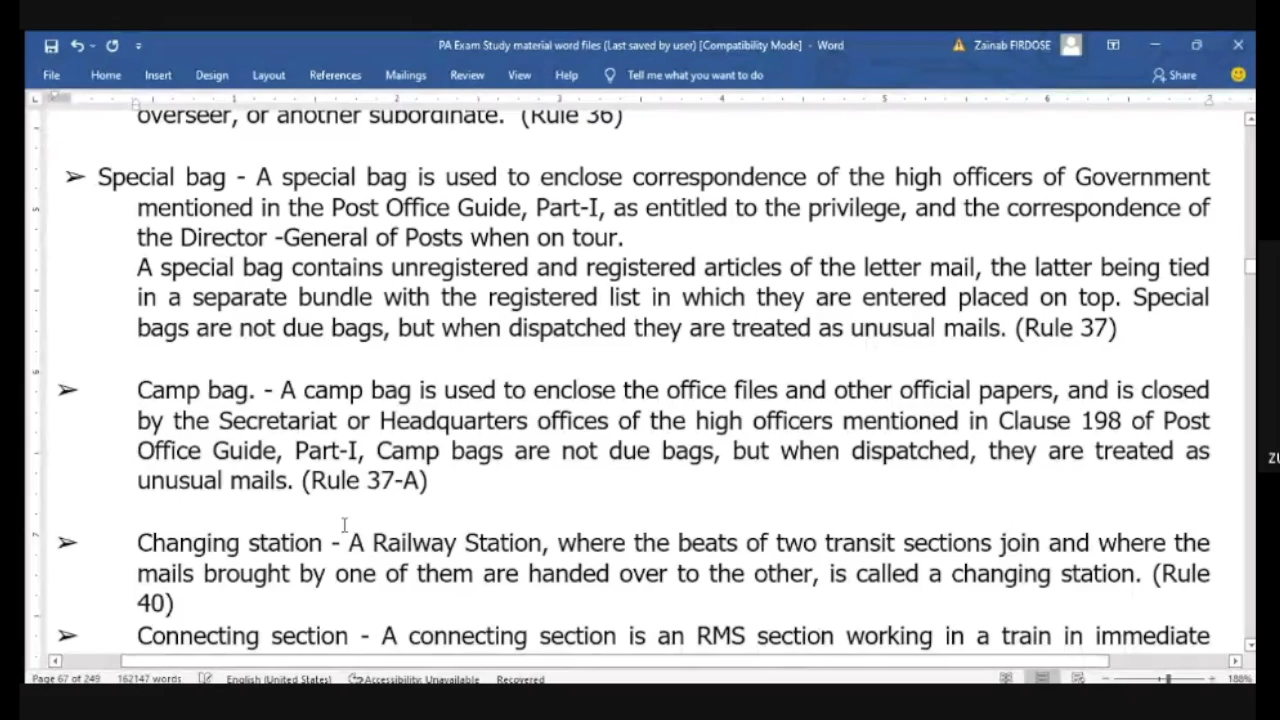 PA Exam Study material word files (Last saved by user) [Compatibility Mode] - Word
Zainab FIRDOSE
File Home Insert Design Layout References Mailings Review View Help Tell me what you want to do Share
1 2 3 4 5 6 7
overseer, or another subordinate. (Rule 36)
➢ Special bag - A special bag is used to enclose correspondence of the high officers of Government
mentioned in the Post Office Guide, Part-I, as entitled to the privilege, and the correspondence of
the Director -General of Posts when on tour.
A special bag contains unregistered and registered articles of the letter mail, the latter being tied
in a separate bundle with the registered list in which they are entered placed on top. Special
bags are not due bags, but when dispatched they are treated as unusual mails. (Rule 37)
➢ Camp bag. - A camp bag is used to enclose the office files and other official papers, and is closed
by the Secretariat or Headquarters offices of the high officers mentioned in Clause 198 of Post
Office Guide, Part-I, Camp bags are not due bags, but when dispatched, they are treated as
unusual mails. (Rule 37-A)
➢ Changing station - A Railway Station, where the beats of two transit sections join and where the
mails brought by one of them are handed over to the other, is called a changing station. (Rule
40)
➢ Connecting section - A connecting section is an RMS section working in a train in immediate
Page 67 of 249 162147 words English (United States) Accessibility: Unavailable Recovered 188%